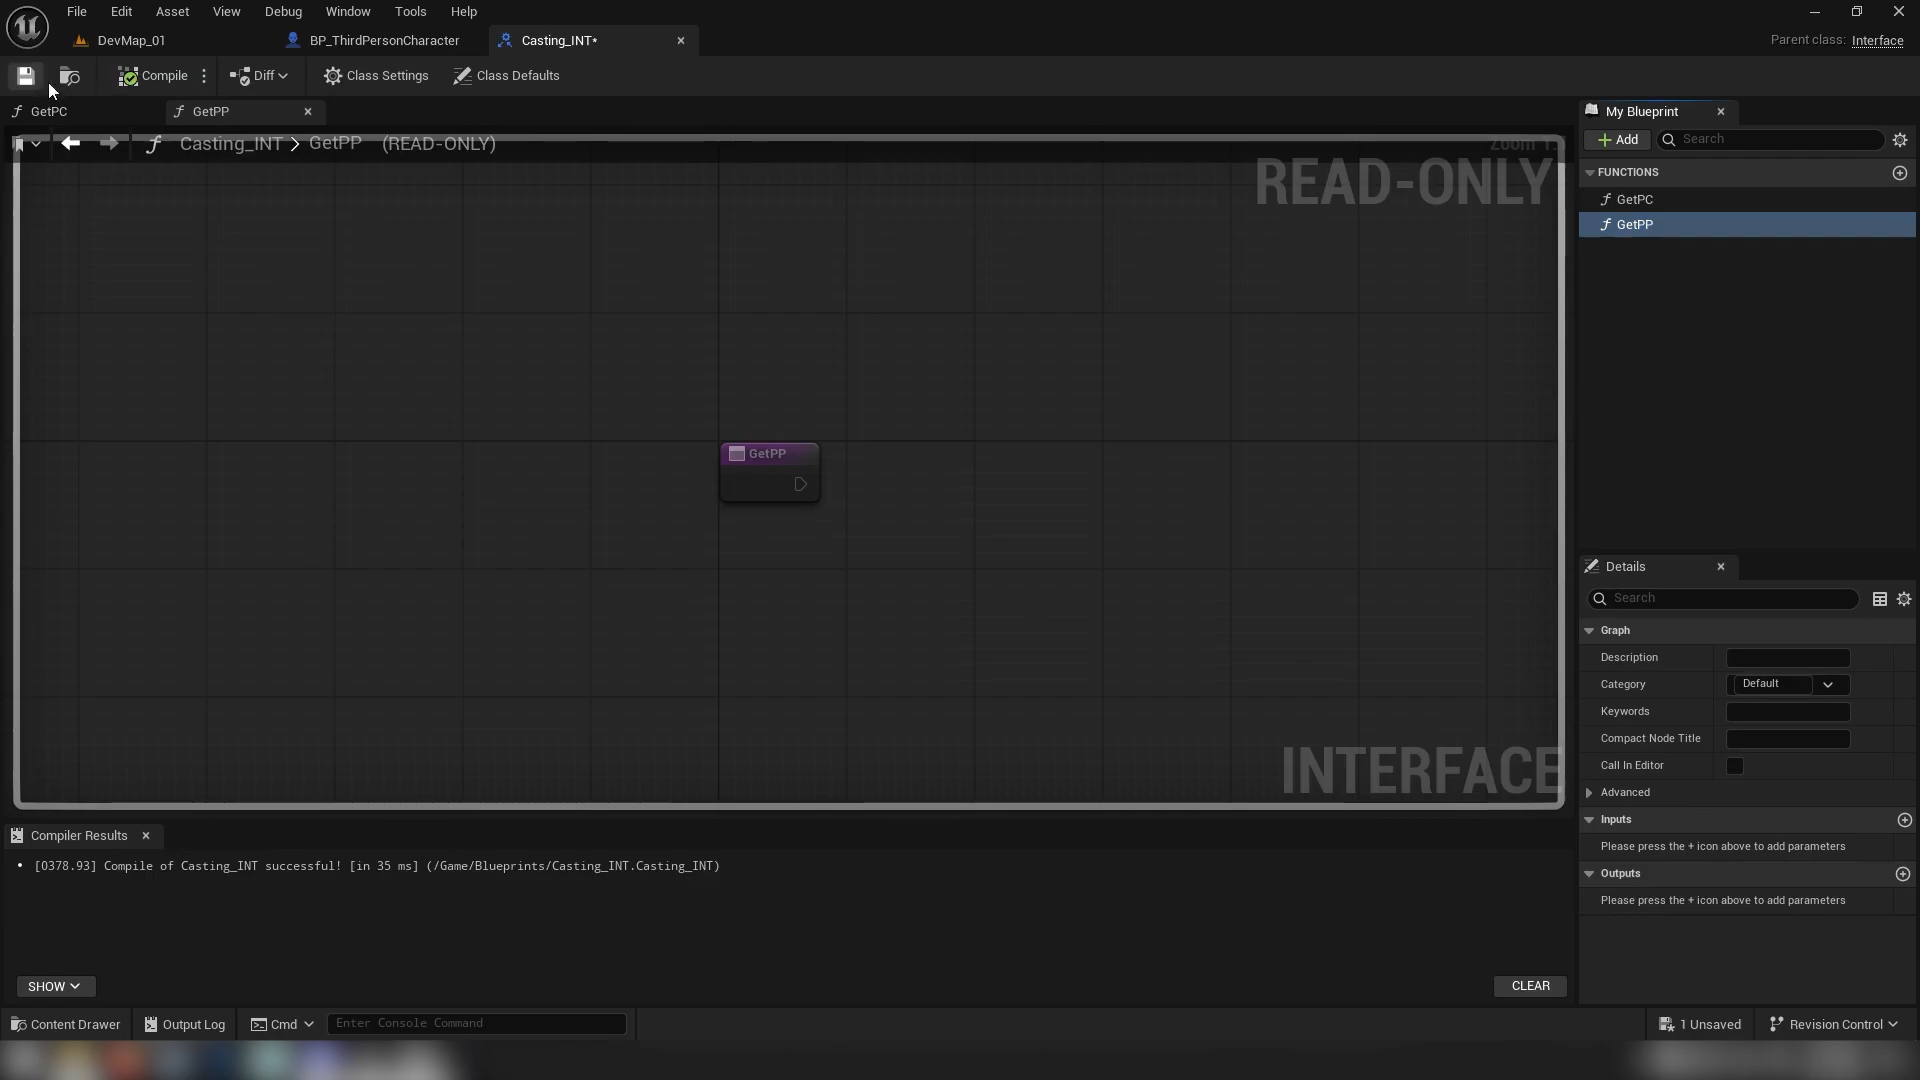 File Edit Asset View Debug Window Tools Help
DevMap_01 BP_ThirdPersonCharacter Casting_INT* Parent class: Interface
Compile Diff Class Settings Class Defaults
GetPC GetPP
My Blueprint
Casting_INT > GetPP (READ-ONLY)
Zoom 1:
READ-ONLY
Add Search
FUNCTIONS
GetPC
GetPP
GetPP
INTERFACE
Details
Search
Graph
Description
Category Default
Keywords
Compact Node Title
Call In Editor
Advanced
Inputs
Please press the + icon above to add parameters
Outputs
Please press the + icon above to add parameters
Compiler Results
• [0378.93] Compile of Casting_INT successful! [in 35 ms] (/Game/Blueprints/Casting_INT.Casting_INT)
SHOW CLEAR
Content Drawer Output Log Cmd Enter Console Command 1 Unsaved Revision Control